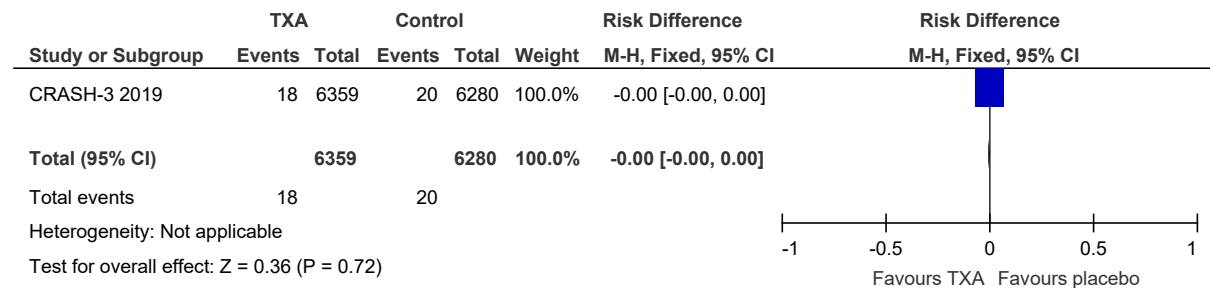 TXA Control Risk Difference Risk Difference
Study or Subgroup Events Total Events Total Weight M-H, Fixed, 95% CI M-H, Fixed, 95% CI
CRASH-3 2019 18 6359 20 6280 100.0% -0.00 [-0.00, 0.00]
Total (95% CI) 6359 6280 100.0% -0.00 [-0.00, 0.00]
Total events 18 20
Heterogeneity: Not applicable
Test for overall effect: Z = 0.36 (P = 0.72)
-1 -0.5 0 0.5 1
Favours TXA Favours placebo